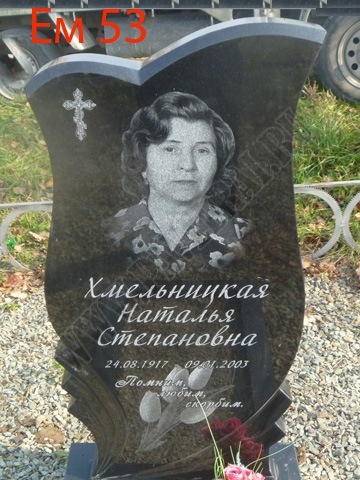 Ем 53
Хмельницкая
Наталья
Степановна
24.08.1917 09.01.2003
Помним,
любим,
скорбим.